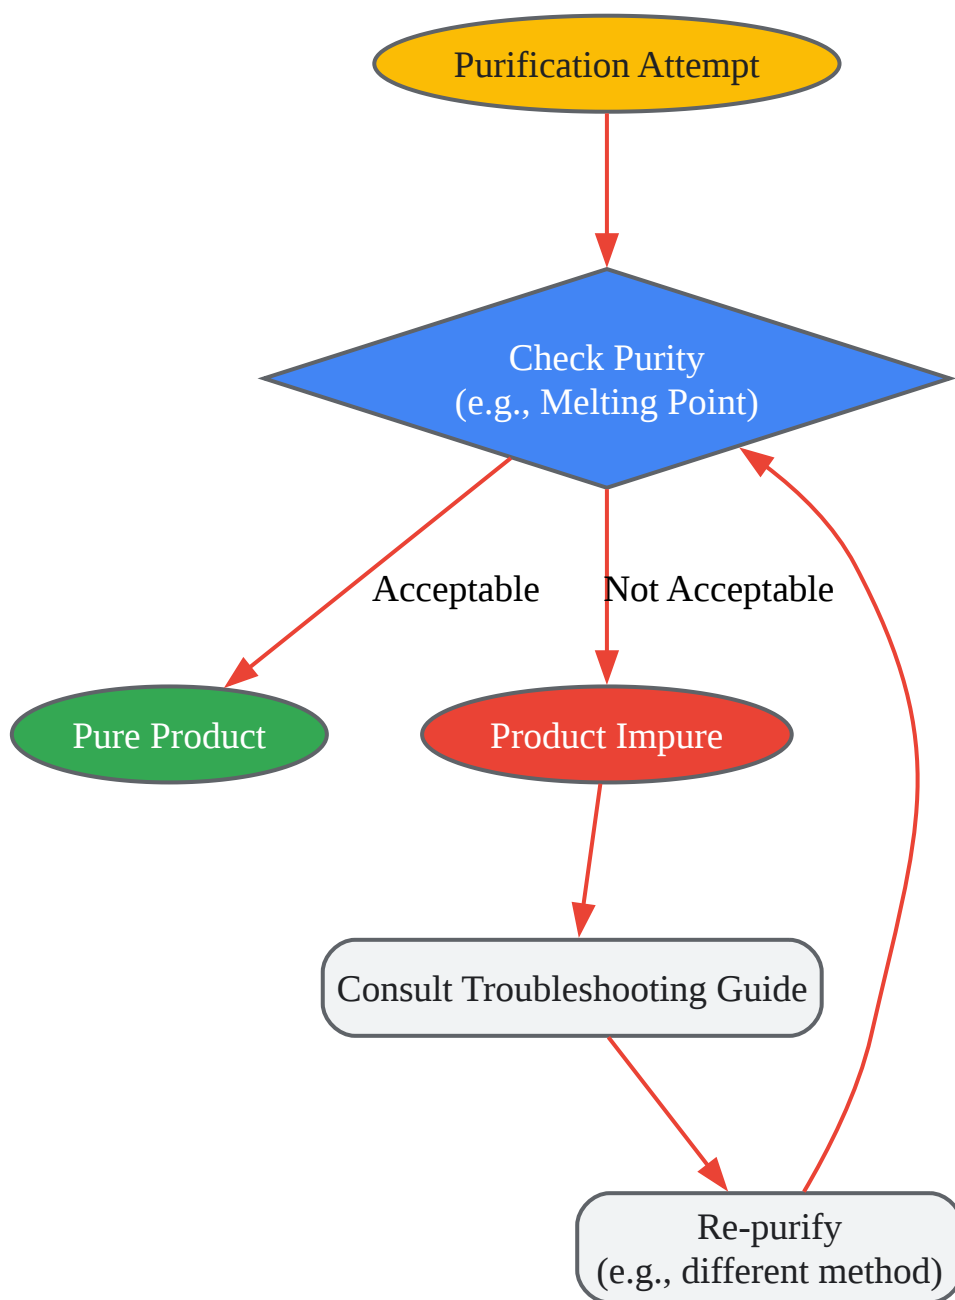 Purification Attempt
Check Purity
(e.g., Melting Point)
Acceptable
Not Acceptable
Pure Product
Product Impure
Consult Troubleshooting Guide
Re-purify
(e.g., different method)